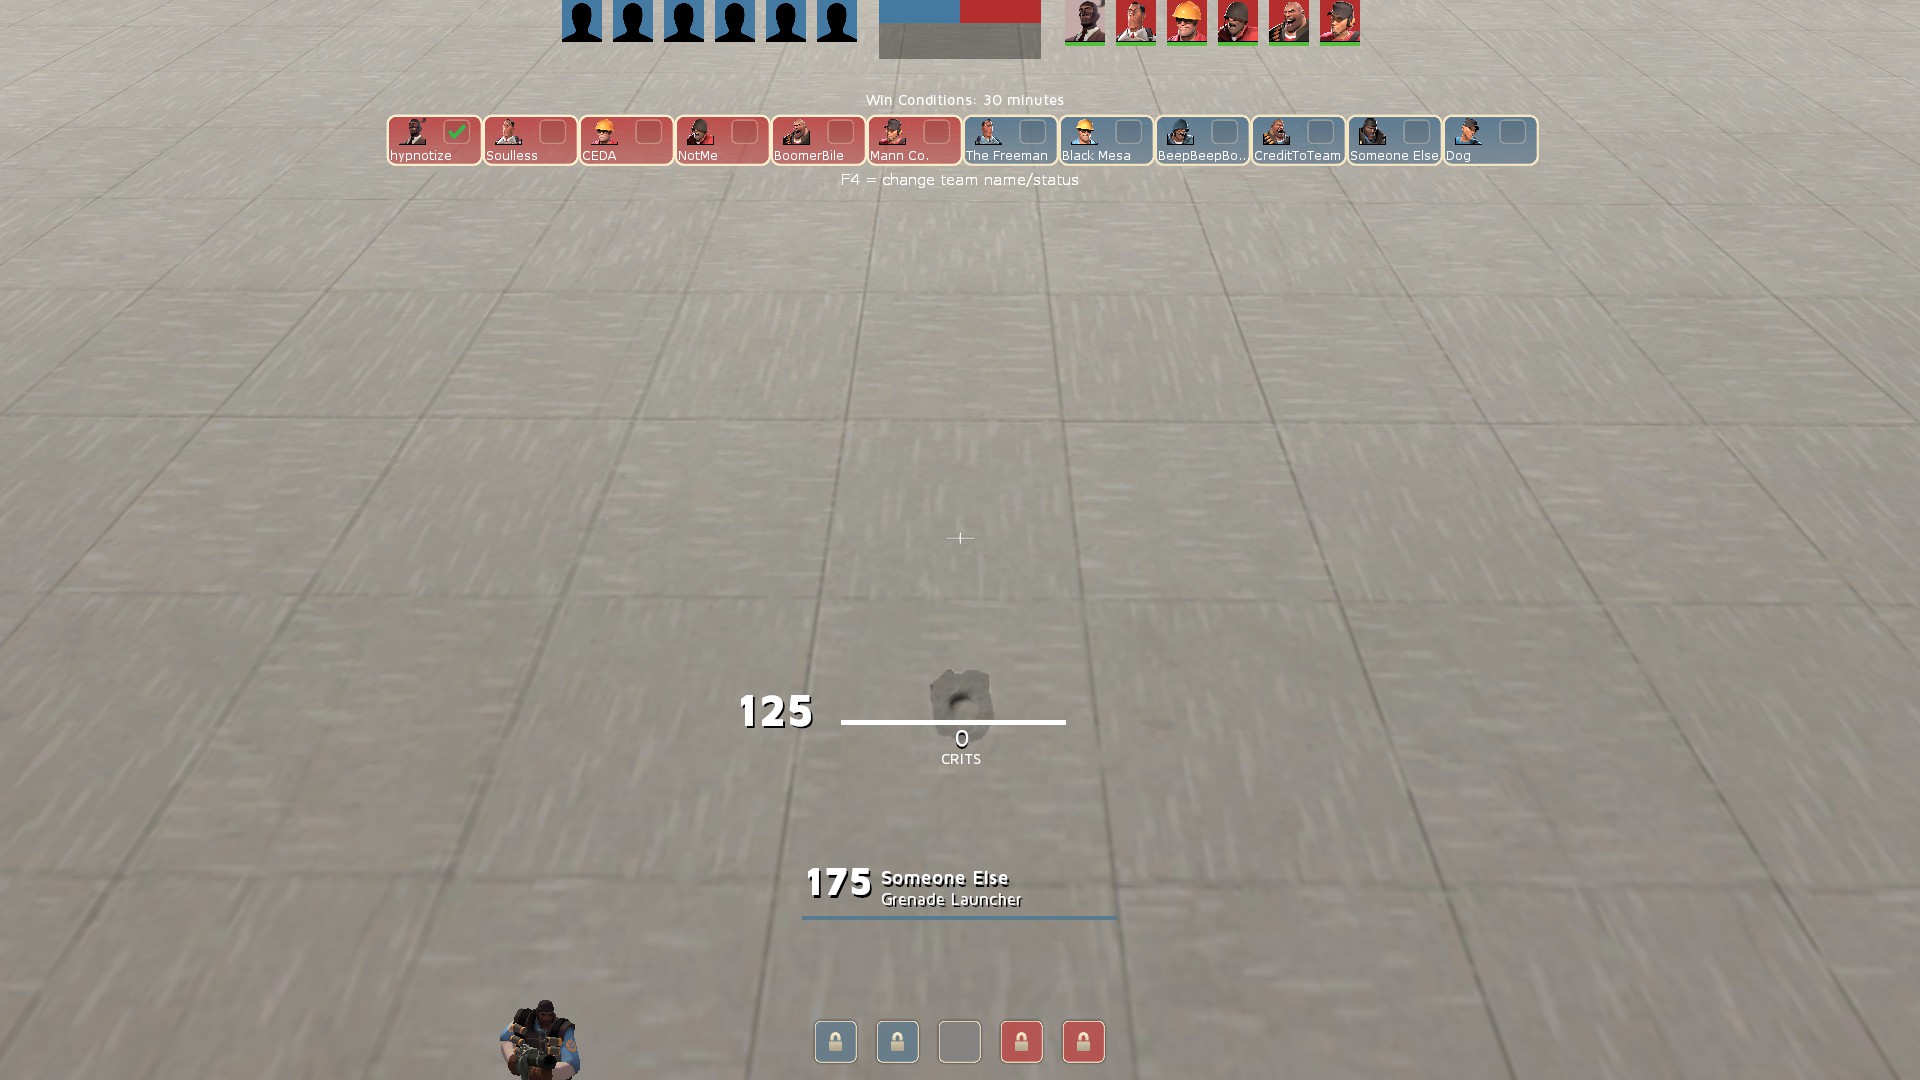 Win Conditions: 30 minutes
hypnotize
Soulless
CEDA
NotMe
BoomerBile
Mann Co.
The Freeman
Black Mesa
BeepBeepBo..
CreditToTeam
Someone Else
Dog
F4 = change team name/status
125
0
CRITS
175 Someone Else
Grenade Launcher